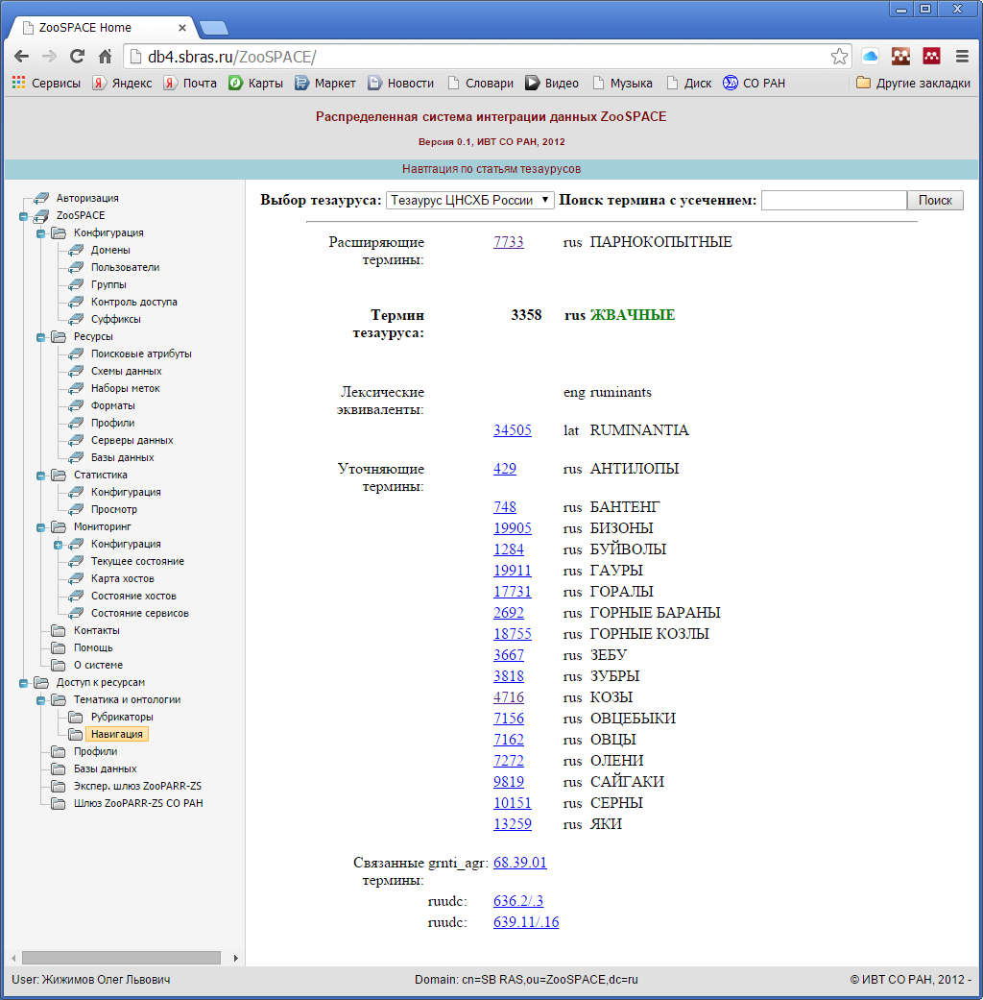 ZooSPACE Home
db4.sbras.ru/ZooSPACE/
Сервисы Яндекс Почта Карты Маркет Новости Словари Видео Музыка Диск СО РАН Другие закладки
Распределенная система интеграции данных ZooSPACE
Версия 0.1, ИВТ СО РАН, 2012
Навтгация по статьям тезаурусов
Авторизация
ZooSPACE
Конфигурация
Домены
Пользователи
Группы
Контроль доступа
Суффиксы
Ресурсы
Поисковые атрибуты
Схемы данных
Наборы меток
Форматы
Профили
Серверы данных
Базы данных
Статистика
Конфигурация
Просмотр
Мониторинг
Конфигурация
Текущее состояние
Карта хостов
Состояние хостов
Состояние сервисов
Контакты
Помощь
О системе
Доступ к ресурсам
Тематика и онтологии
Рубрикаторы
Навигация
Профили
Базы данных
Экспер. шлюз ZooPARR-ZS
Шлюз ZooPARR-ZS СО РАН
Выбор тезауруса: Тезаурус ЦНСХБ России Поиск термина с усечением: Поиск
Расширяющие 7733 rus ПАРНОКОПЫТНЫЕ
термины:
Термин 3358 rus ЖВАЧНЫЕ
тезауруса:
Лексические eng ruminants
эквиваленты:
34505 lat RUMINANTIA
Уточняющие 429 rus АНТИЛОПЫ
термины:
748 rus БАНТЕНГ
19905 rus БИЗОНЫ
1284 rus БУЙВОЛЫ
19911 rus ГАУРЫ
17731 rus ГОРАЛЫ
2692 rus ГОРНЫЕ БАРАНЫ
18755 rus ГОРНЫЕ КОЗЛЫ
3667 rus ЗЕБУ
3818 rus ЗУБРЫ
4716 rus КОЗЫ
7156 rus ОВЦЕБЫКИ
7162 rus ОВЦЫ
7272 rus ОЛЕНИ
9819 rus САЙГАКИ
10151 rus СЕРНЫ
13259 rus ЯКИ
Связанные grnti_agr: 68.39.01
термины:
ruudc: 636.2/.3
ruudc: 639.11/.16
User: Жижимов Олег Львович Domain: cn=SB RAS,ou=ZooSPACE,dc=ru © ИВТ СО РАН, 2012 -